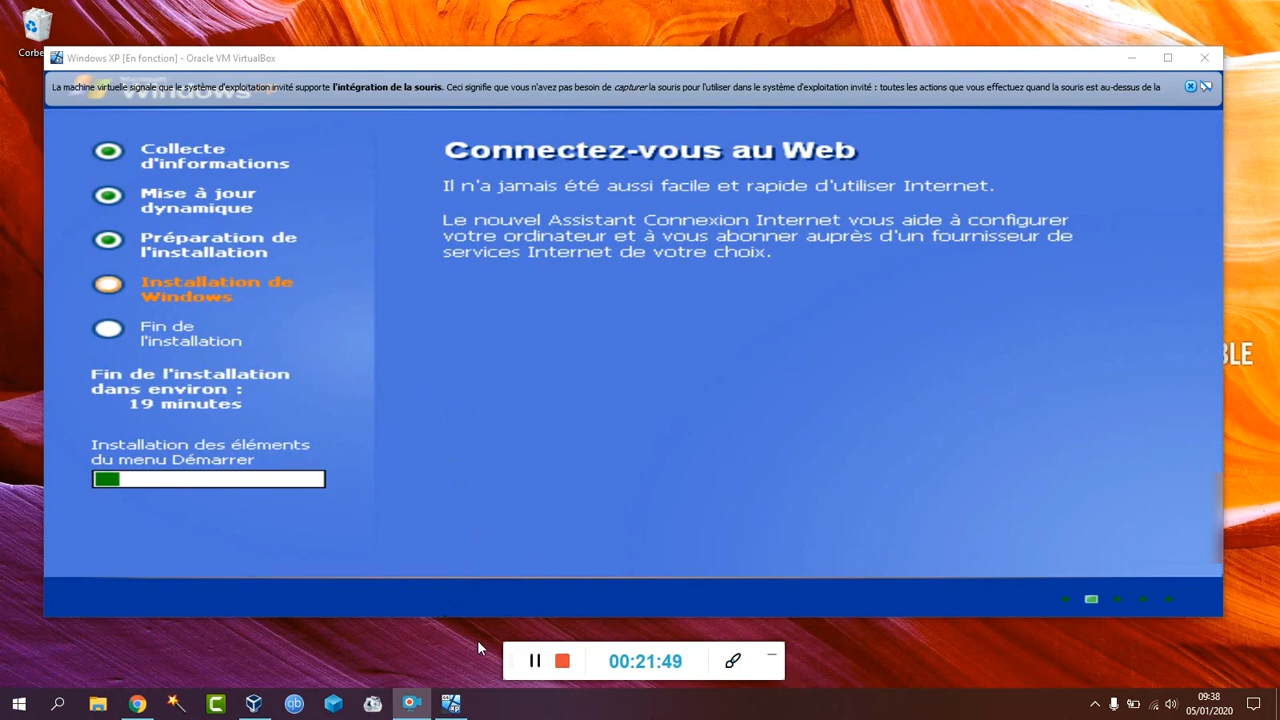 Corbe
Windows XP [En fonction] - Oracle VM VirtualBox
La machine virtuelle signale que le système d'exploitation invité supporte l'intégration de la souris. Ceci signifie que vous n'avez pas besoin de capturer la souris pour l'utiliser dans le système d'exploitation invité : toutes les actions que vous effectuez quand la souris est au-dessus de la
Windows
Collecte
d'informations
Mise à jour
dynamique
Préparation de
l'installation
Installation de
Windows
Fin de
l'installation
Fin de l'installation
dans environ :
19 minutes
Installation des éléments
du menu Démarrer
Connectez-vous au Web
Il n'a jamais été aussi facile et rapide d'utiliser Internet.
Le nouvel Assistant Connexion Internet vous aide à configurer
votre ordinateur et à vous abonner auprès d'un fournisseur de
services Internet de votre choix.
BLE
00:21:49
C
qb
09:38
05/01/2020